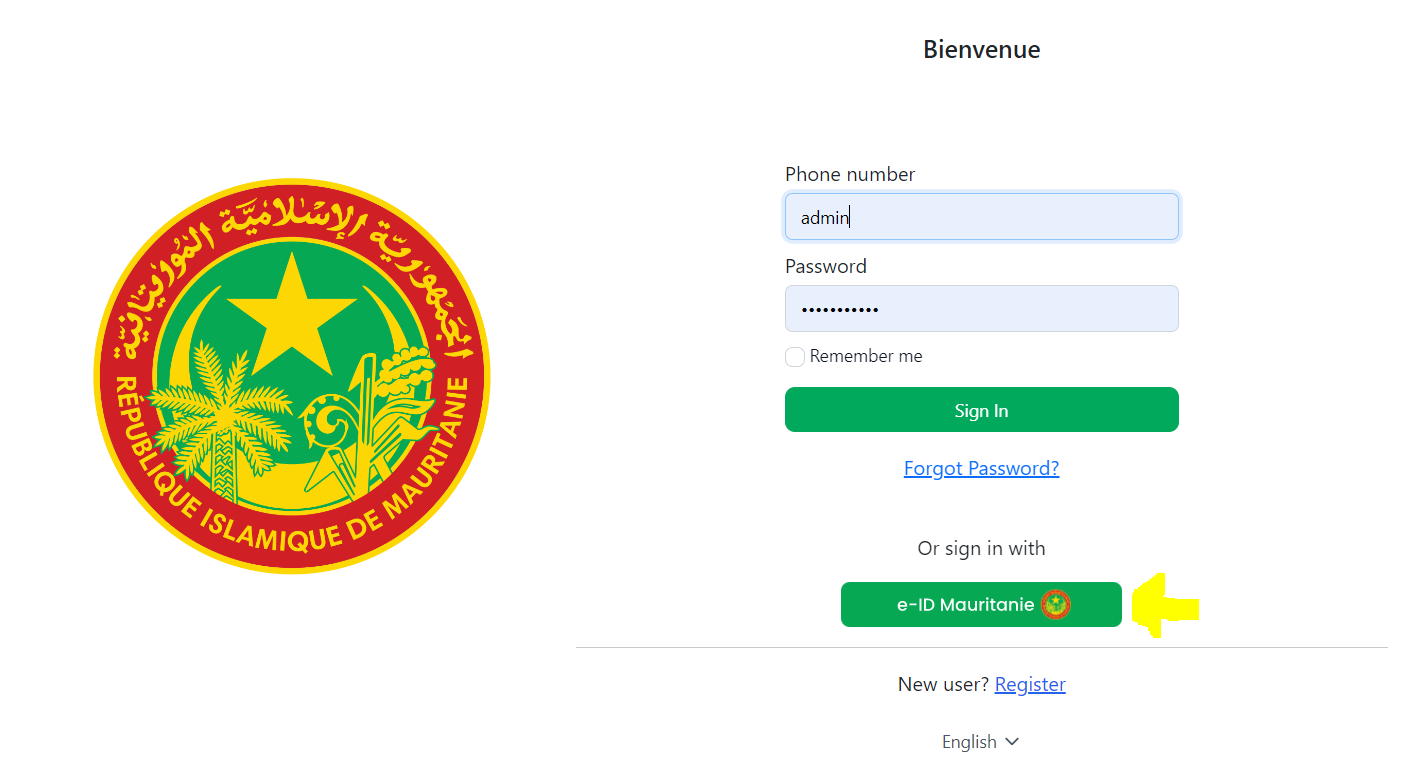 Bienvenue
الجمهورية الإسلامية الموريتانية
RÉPUBLIQUE ISLAMIQUE DE MAURITANIE
Phone number
admin
Password
•••••••••••
Remember me
Sign In
Forgot Password?
Or sign in with
e-ID Mauritanie
New user? Register
English